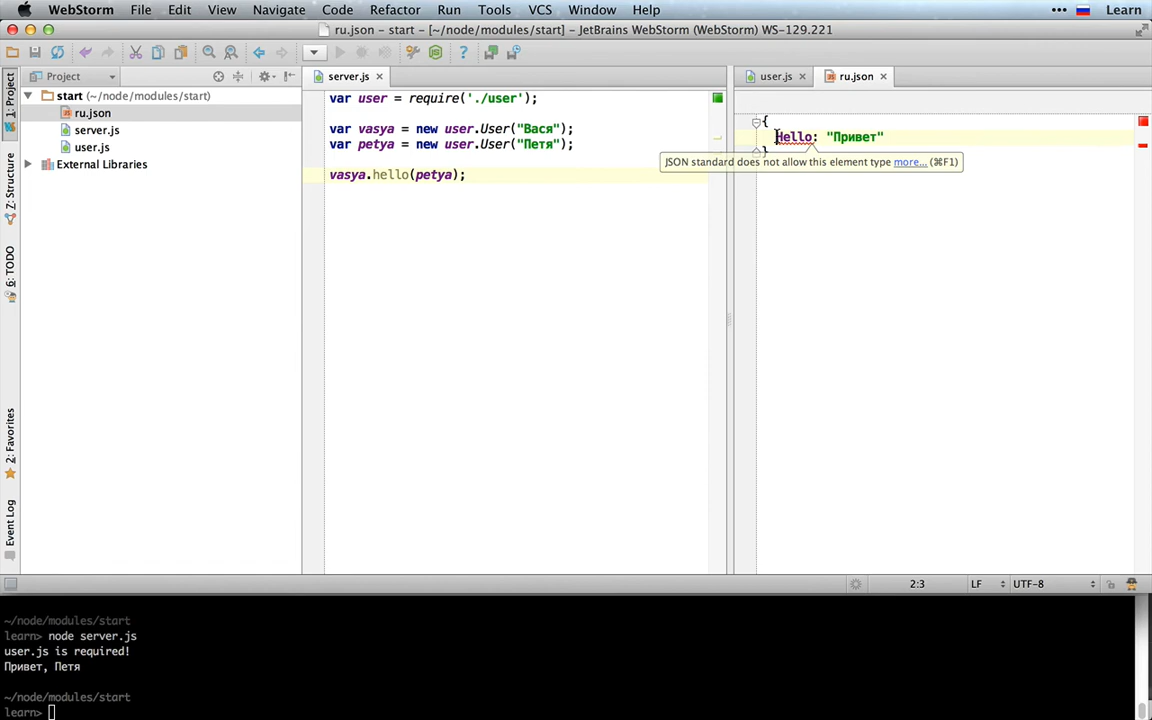 WebStorm File Edit View Navigate Code Refactor Run Tools VCS Window Help Learn
ru.json - start - [~/node/modules/start] - JetBrains WebStorm (WebStorm) WS-129.221
Project
server.js
user.js
ru.json
1: Project
Z: Structure
6: TODO
2: Favorites
Event Log
start (~/node/modules/start)
ru.json
server.js
user.js
External Libraries
var user = require('./user');
var vasya = new user.User("Вася");
var petya = new user.User("Петя");
vasya.hello(petya);
{
Hello: "Привет"
}
JSON standard does not allow this element type more... (⌘F1)
2:3 LF UTF-8
~/node/modules/start
learn> node server.js
user.js is required!
Привет, Петя
~/node/modules/start
learn>